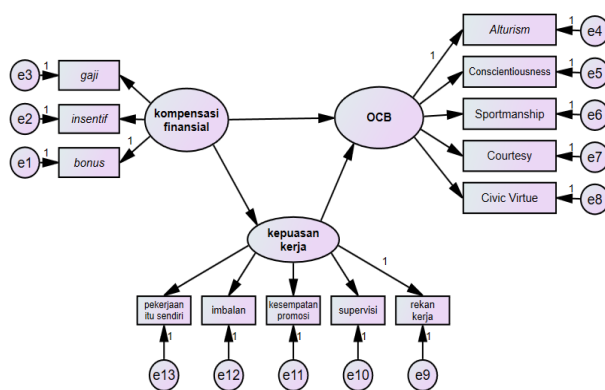 e3
1
gaji
e2
1
insentif
e1
1
bonus
1
kompensasi
finansial
OCB
1
Alturism
1
e4
Conscientiousness
1
e5
Sportmanship
1
e6
Courtesy
1
e7
Civic Virtue
1
e8
kepuasan
kerja
1
pekerjaan
itu sendiri
imbalan
kesempatan
promosi
supervisi
rekan
kerja
1
1
1
1
1
e13
e12
e11
e10
e9